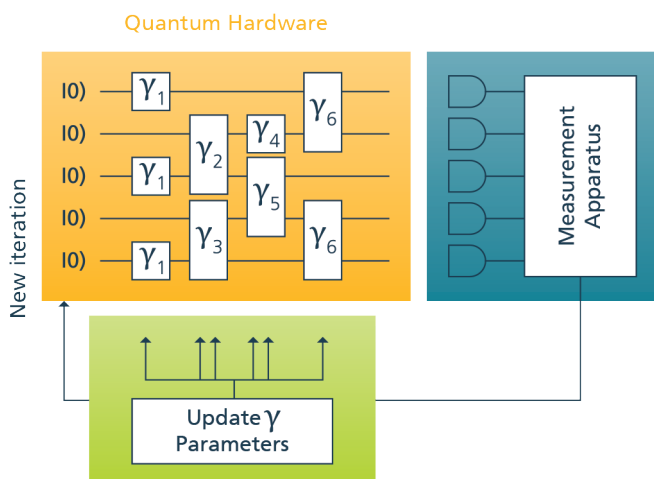 Quantum Hardware
|0) γ1 γ6
|0) γ2 γ4
|0) γ1 γ5
|0) γ3 γ6
|0) γ1
Measurement
Apparatus
New iteration
Update γ
Parameters